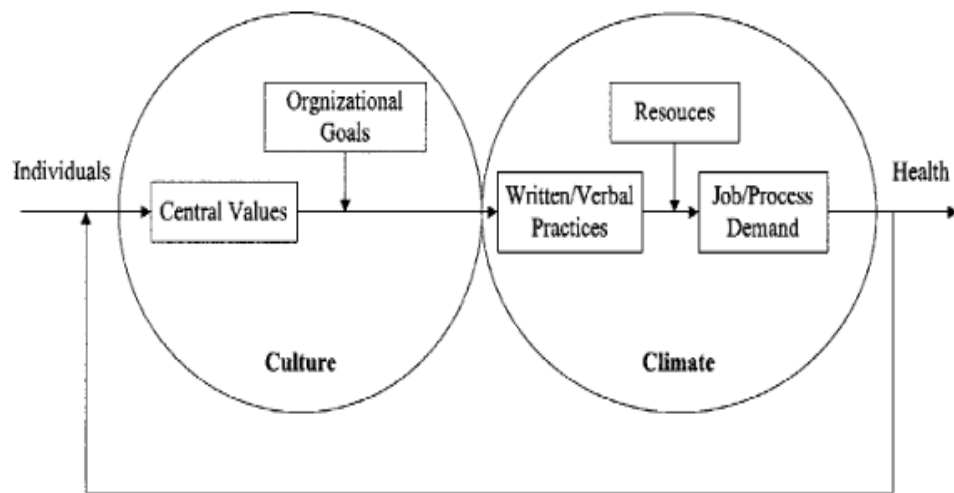 Orgnizational
Goals
Resouces
Individuals
Health
Central Values
Written/Verbal
Practices
Job/Process
Demand
Culture
Climate